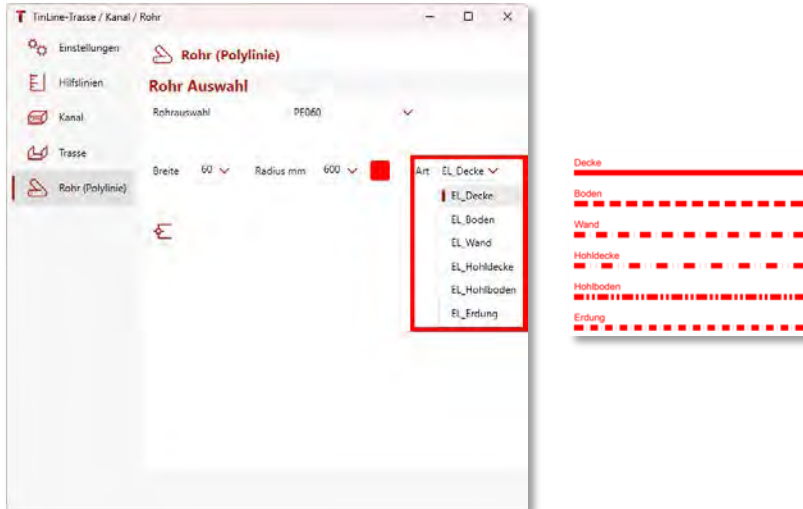 TinLine-Trasse / Kanal / Rohr
Einstellungen
Hilfslinien
Kanal
Trasse
Rohr (Polylinie)
Rohr (Polylinie)
Rohr Auswahl
Rohrauswahl PE060
Breite 60 Radius mm 600 Art EL_Decke
EL_Decke
EL_Boden
EL_Wand
EL_Hohldecke
EL_Hohlboden
EL_Erdung
Decke
Boden
Wand
Hohldecke
Hohlboden
Erdung